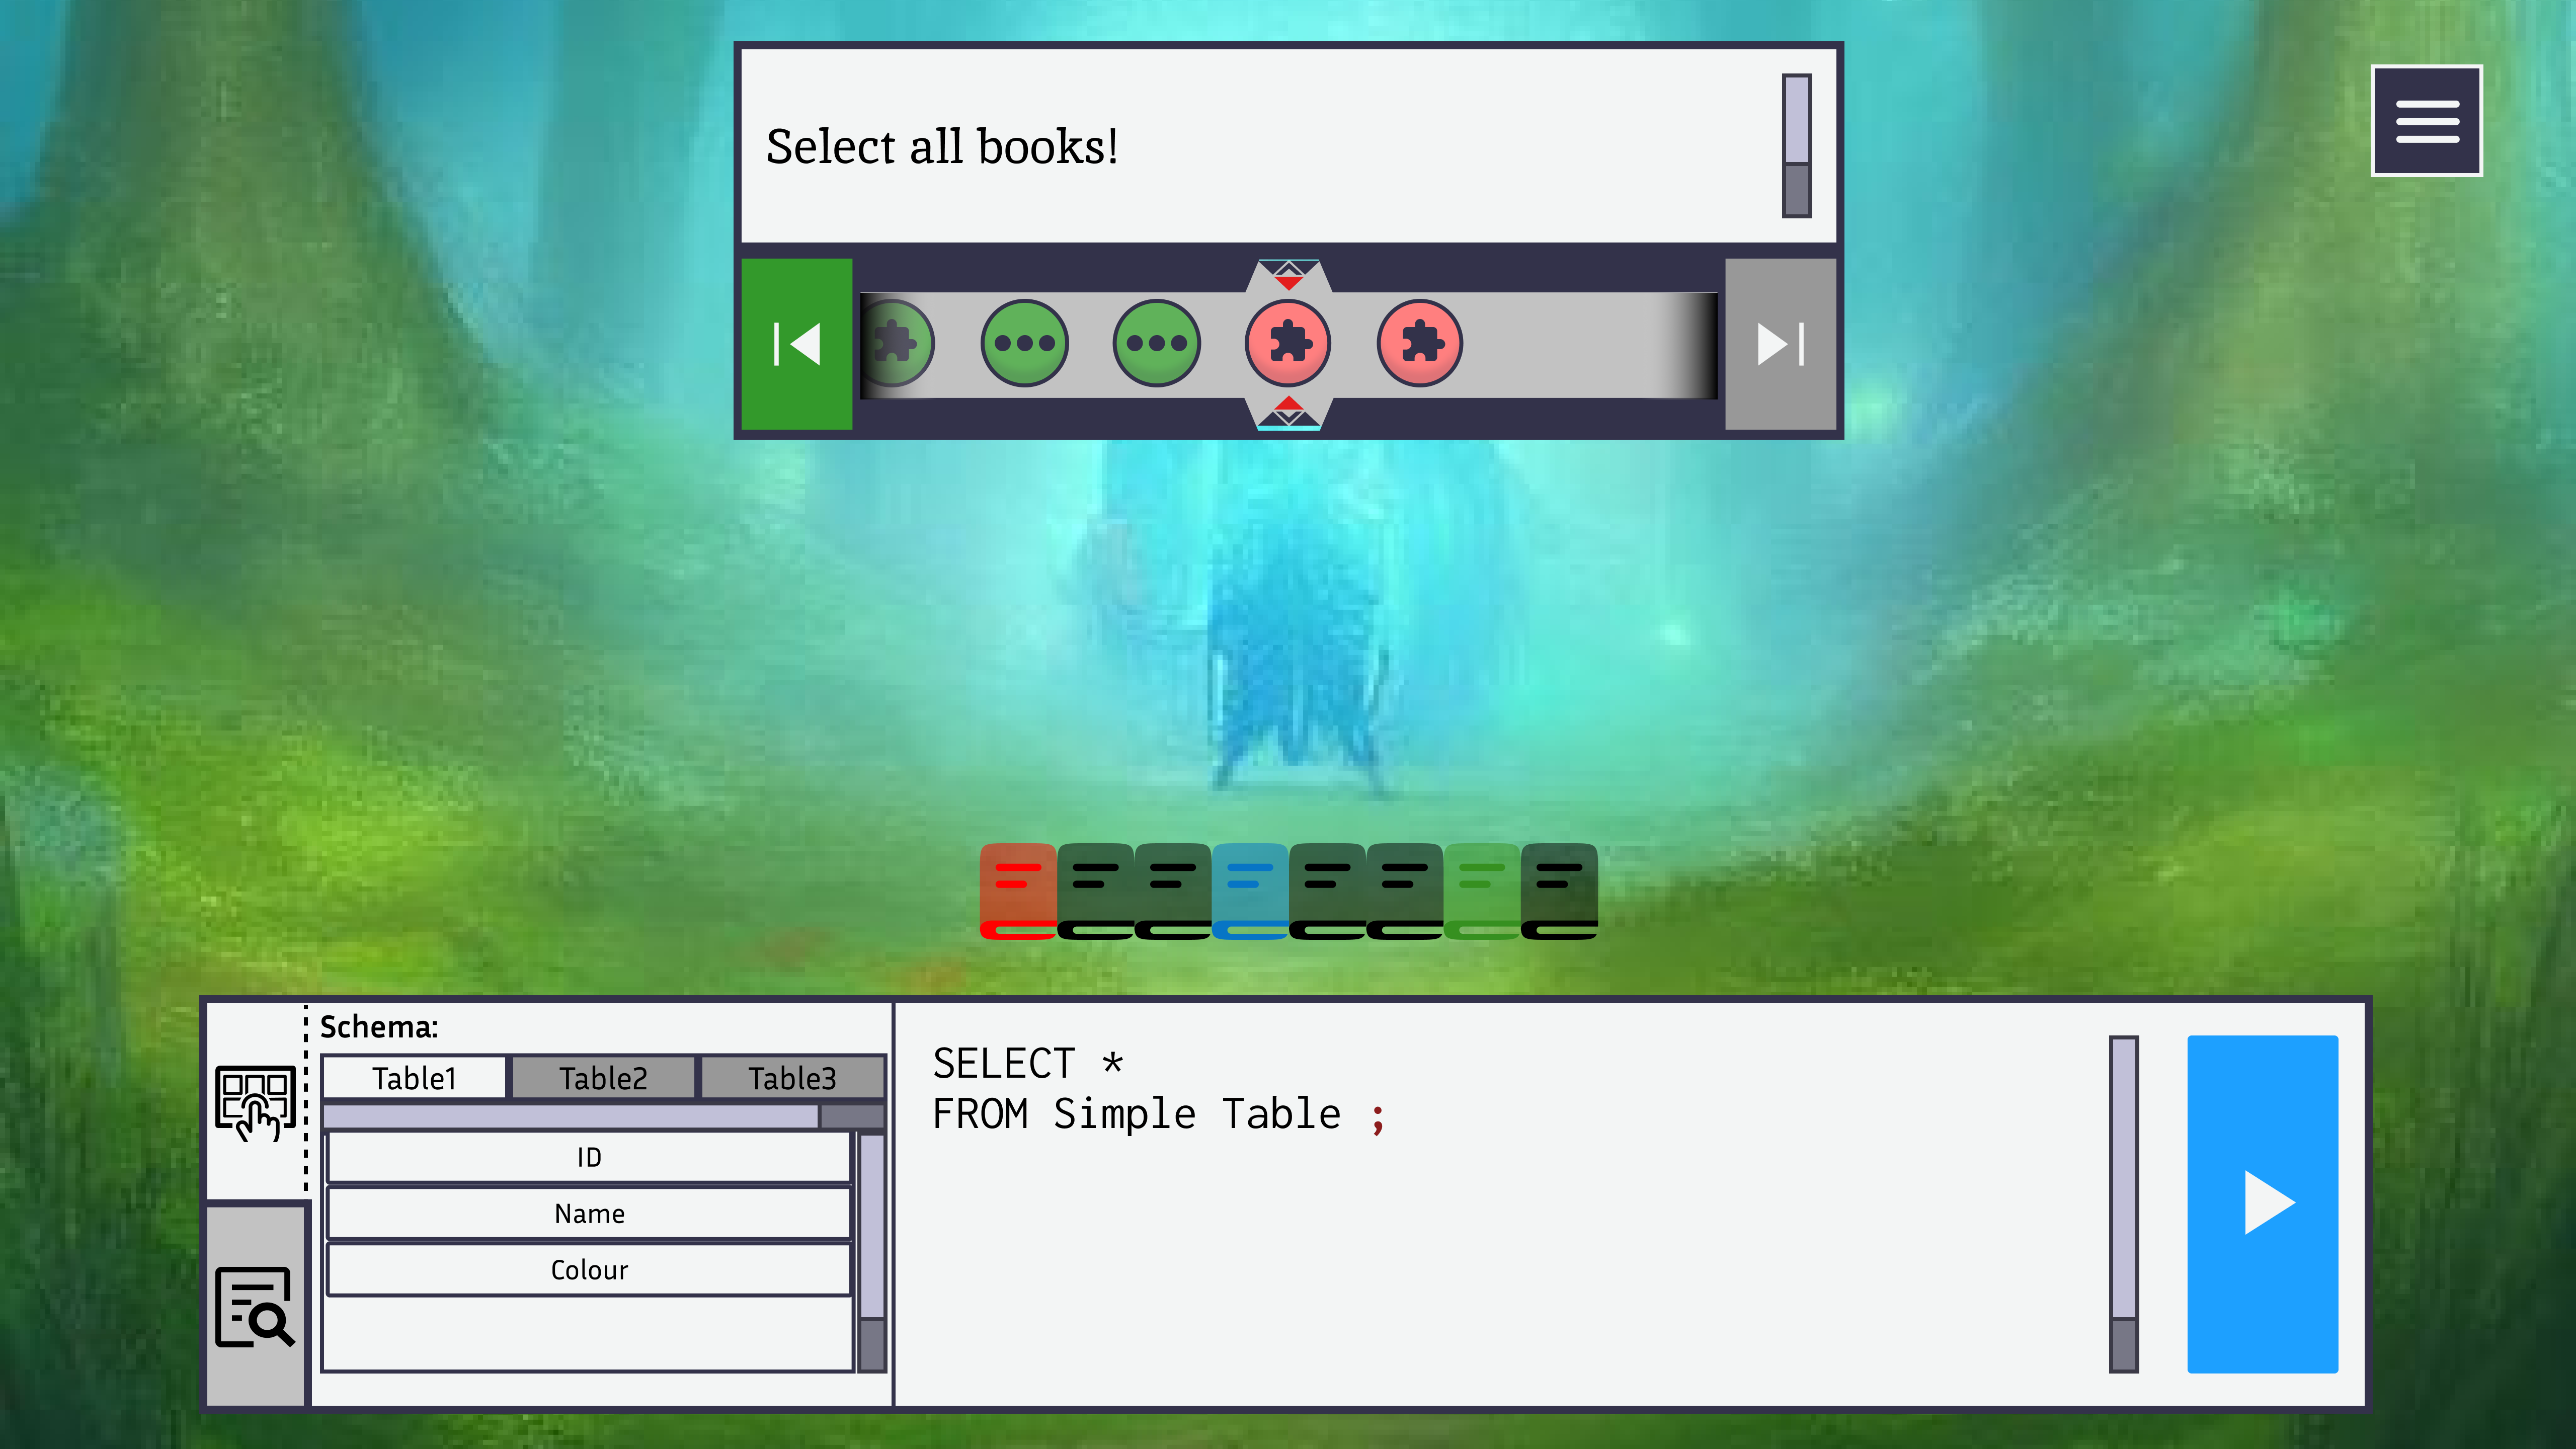 Select all books!
Schema:
Table1 Table2 Table3
ID
Name
Colour
SELECT *
FROM Simple Table ;